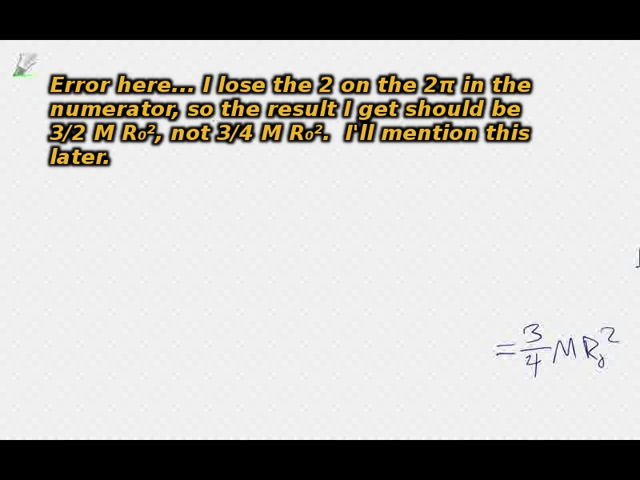 Error here... I lose the 2 on the 2π in the
numerator, so the result I get should be
3/2 M R₀², not 3/4 M R₀².  I'll mention this
later.
= 3/4 M R₀²